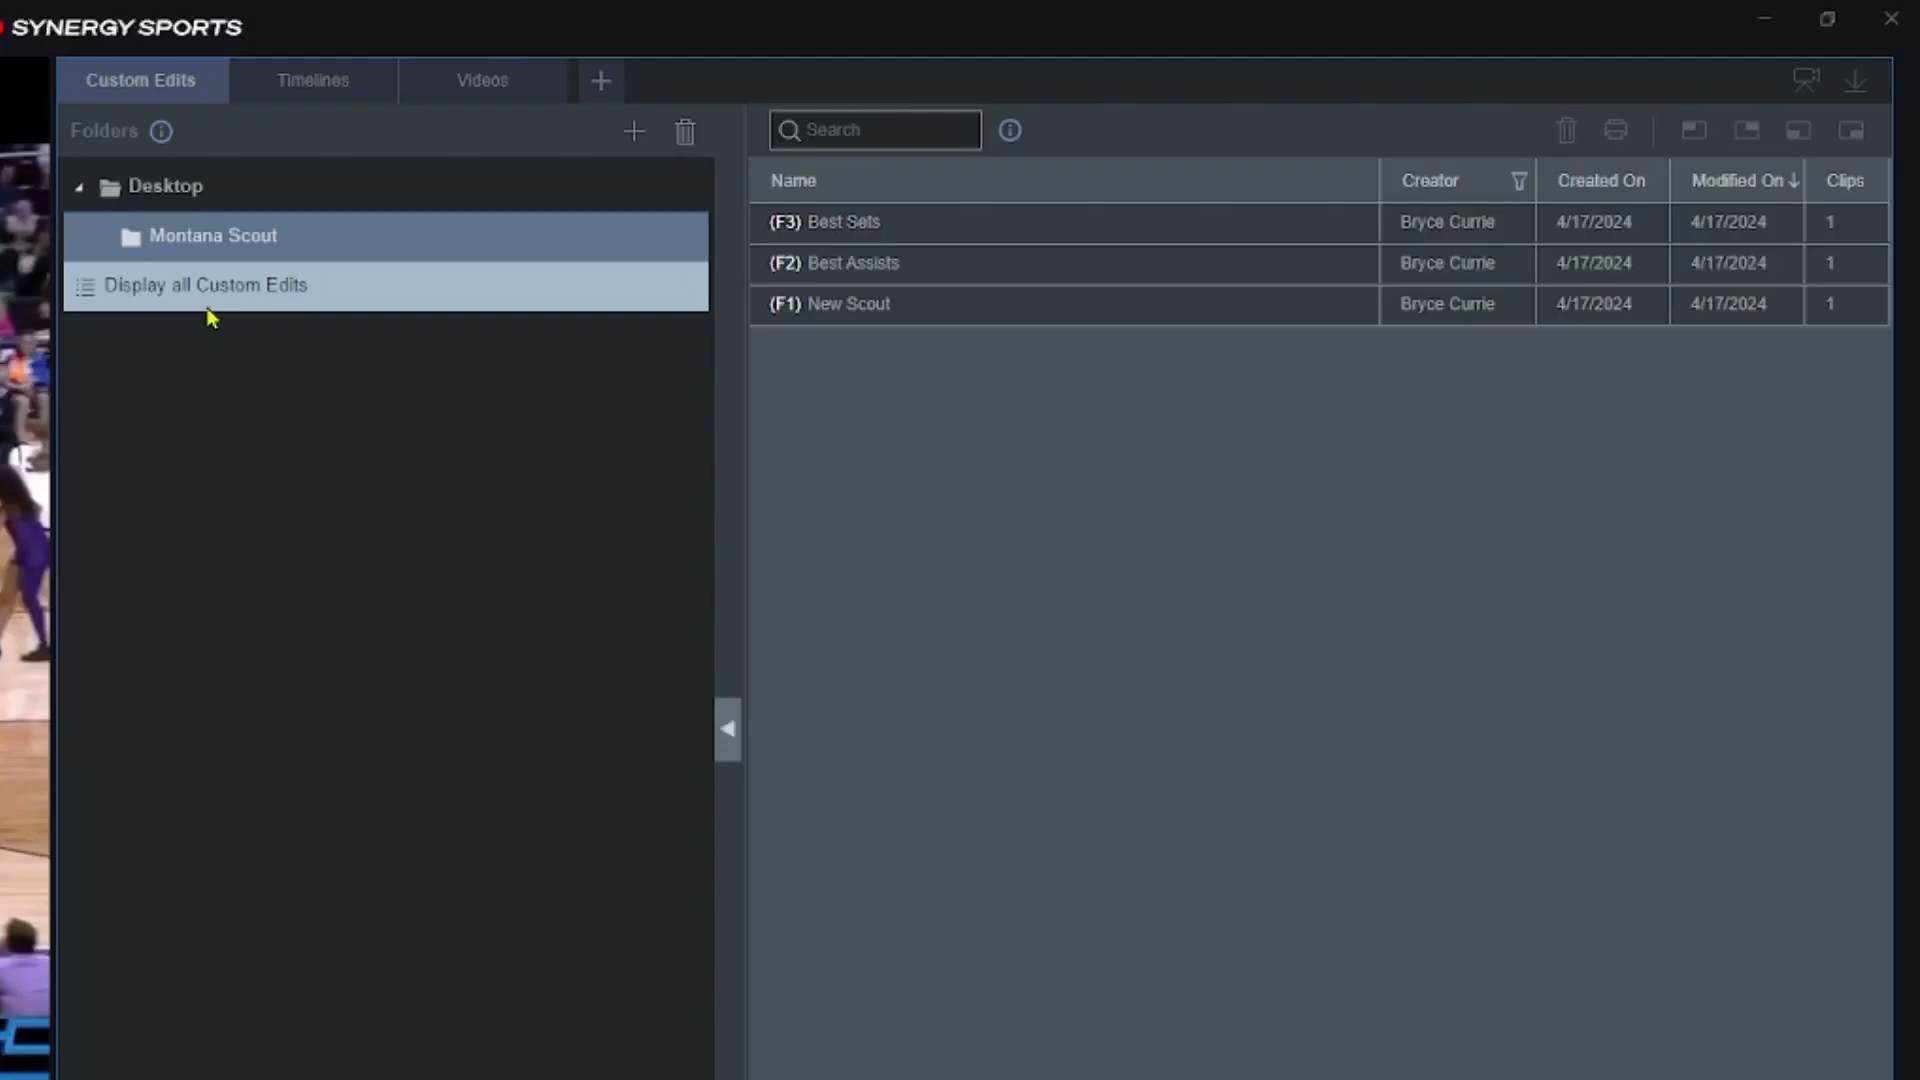 SYNERGY SPORTS
Custom Edits
Timelines
Videos
Folders
Search
Desktop
Montana Scout
Display all Custom Edits
Name Creator Created On Modified On Clips
(F3) Best Sets Bryce Currie 4/17/2024 4/17/2024 1
(F2) Best Assists Bryce Currie 4/17/2024 4/17/2024 1
(F1) New Scout Bryce Currie 4/17/2024 4/17/2024 1